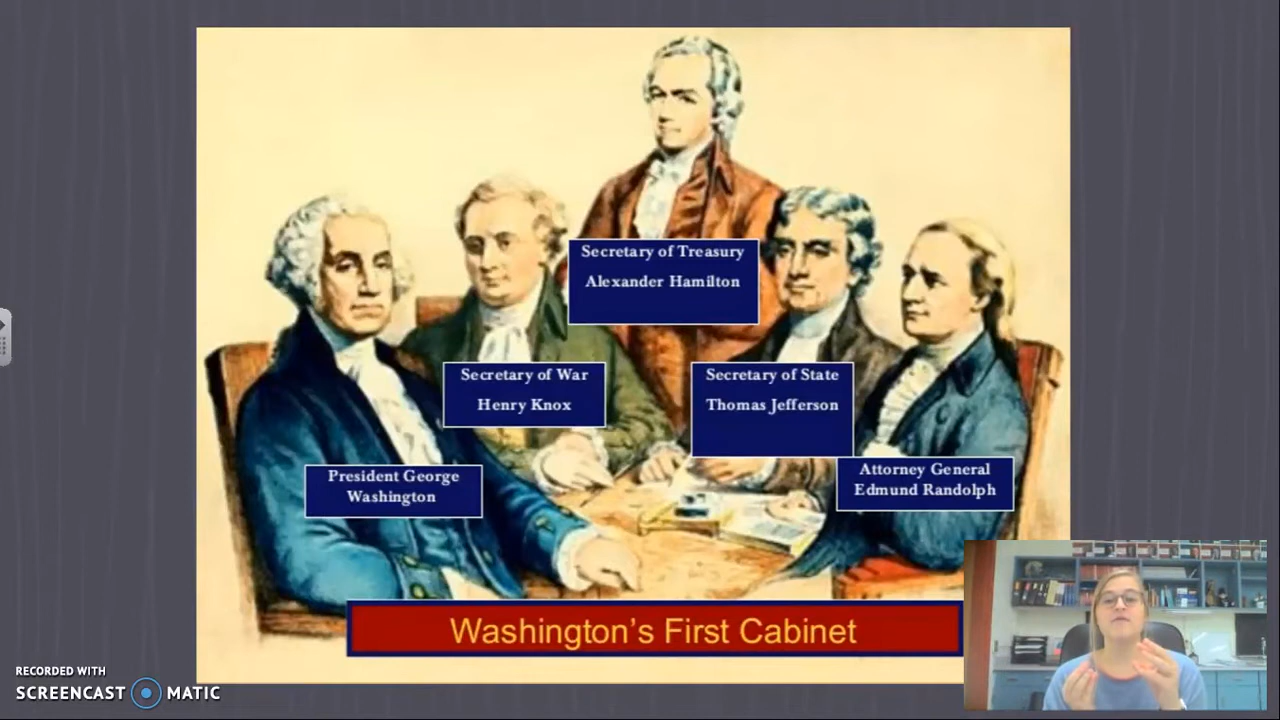 Secretary of Treasury
Alexander Hamilton
Secretary of War
Henry Knox
Secretary of State
Thomas Jefferson
President George
Washington
Attorney General
Edmund Randolph
Washington's First Cabinet
RECORDED WITH
SCREENCAST MATIC